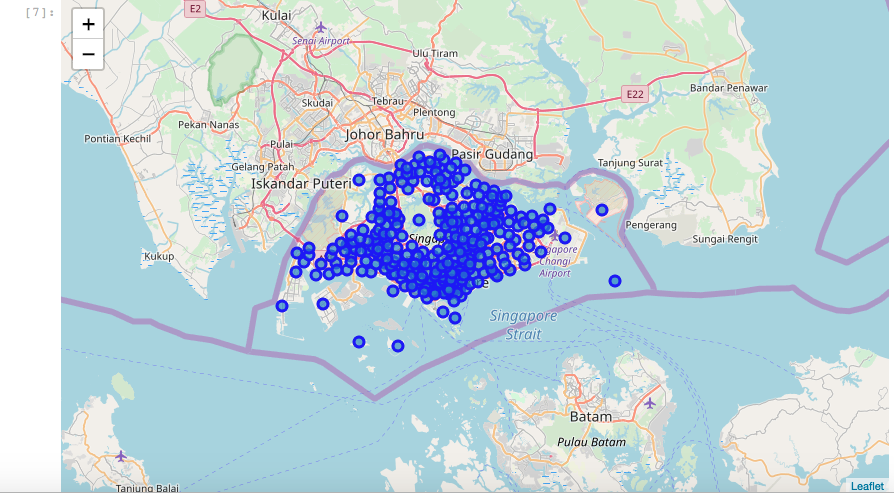 [7]:
+
−
E2
Kulai
Senai Airport
Ulu Tiram
E22
Bandar Penawar
Skudai
Tebrau
Plentong
Pekan Nanas
Pontian Kechil
Johor Bahru
Pulai
Pasir Gudang
Gelang Patah
Tanjung Surat
Iskandar Puteri
Pengerang
Sungai Rengit
Kukup
Changi
Airport
Singapore
Strait
Batam
Pulau Batam
Tanjung Balai
Leaflet